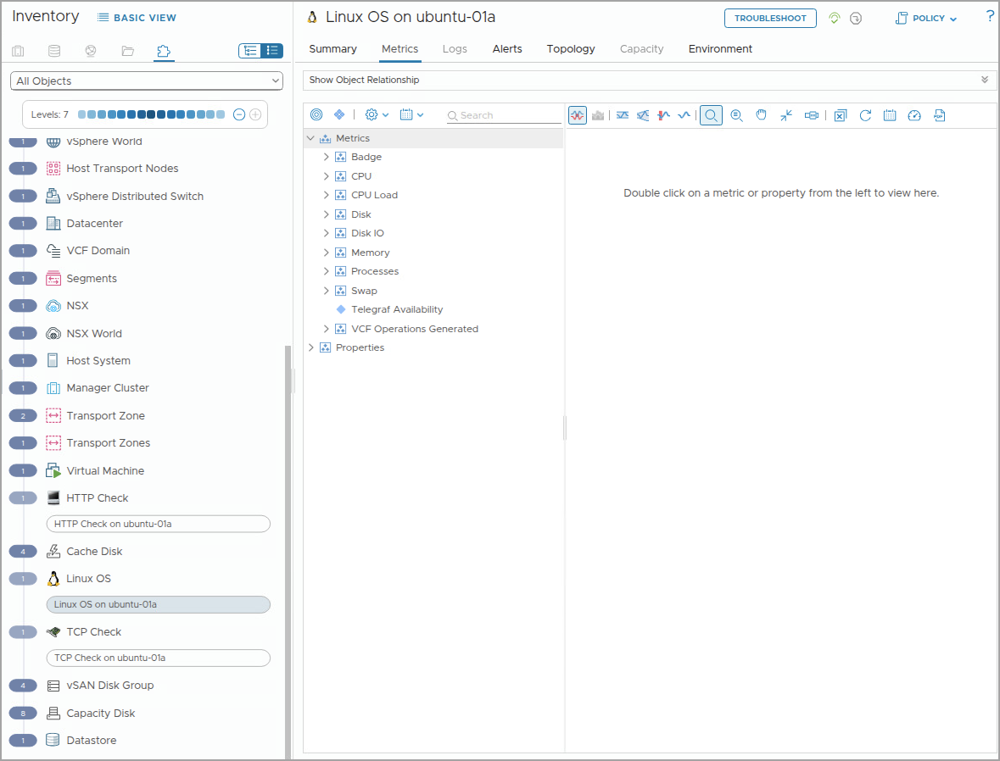 Inventory
BASIC VIEW
All Objects
Levels: 7
1 vSphere World
1 Host Transport Nodes
1 vSphere Distributed Switch
1 Datacenter
1 VCF Domain
1 Segments
1 NSX
1 NSX World
1 Host System
1 Manager Cluster
2 Transport Zone
1 Transport Zones
1 Virtual Machine
1 HTTP Check
HTTP Check on ubuntu-01a
4 Cache Disk
1 Linux OS
Linux OS on ubuntu-01a
1 TCP Check
TCP Check on ubuntu-01a
4 vSAN Disk Group
8 Capacity Disk
1 Datastore
Linux OS on ubuntu-01a
TROUBLESHOOT
POLICY
?
Summary Metrics Logs Alerts Topology Capacity Environment
Show Object Relationship
Search
PDF
Metrics
Badge
CPU
CPU Load
Disk
Disk IO
Memory
Processes
Swap
Telegraf Availability
VCF Operations Generated
Properties
Double click on a metric or property from the left to view here.